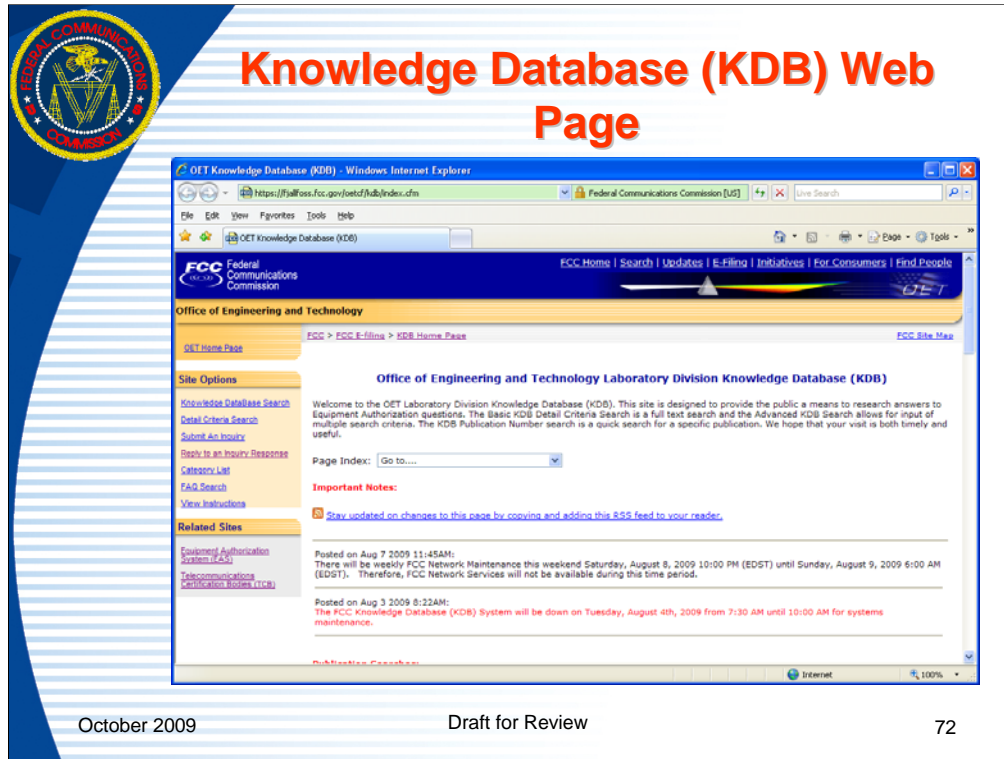 FEDERAL COMMUNICATIONS COMMISSION
Knowledge Database (KDB) Web
Page
OET Knowledge Database (KDB) - Windows Internet Explorer
https://fjallfoss.fcc.gov/oetcf/kdb/index.cfm
Federal Communications Commission [US]
Live Search
File Edit View Favorites Tools Help
OET Knowledge Database (KDB)
Page
Tools
FCC Federal
Communications
Commission
FCC Home | Search | Updates | E-Filing | Initiatives | For Consumers | Find People
OET
Office of Engineering and Technology
FCC > FCC E-filing > KDB Home Page
FCC Site Map
OET Home Page
Site Options
Knowledge DataBase Search
Detail Criteria Search
Submit An Inquiry
Reply to an Inquiry Response
Category List
FAQ Search
View Instructions
Related Sites
Equipment Authorization
System (EAS)
Telecommunications
Certification Bodies (TCB)
Office of Engineering and Technology Laboratory Division Knowledge Database (KDB)
Welcome to the OET Laboratory Division Knowledge Database (KDB). This site is designed to provide the public a means to research answers to
Equipment Authorization questions. The Basic KDB Detail Criteria Search is a full text search and the Advanced KDB Search allows for input of
multiple search criteria. The KDB Publication Number search is a quick search for a specific publication. We hope that your visit is both timely and
useful.
Page Index: Go to....
Important Notes:
Stay updated on changes to this page by copying and adding this RSS feed to your reader.
Posted on Aug 7 2009 11:45AM:
There will be weekly FCC Network Maintenance this weekend Saturday, August 8, 2009 10:00 PM (EDST) until Sunday, August 9, 2009 6:00 AM
(EDST). Therefore, FCC Network Services will not be available during this time period.
Posted on Aug 3 2009 8:22AM:
The FCC Knowledge Database (KDB) System will be down on Tuesday, August 4th, 2009 from 7:30 AM until 10:00 AM for systems
maintenance.
Internet
100%
October 2009
Draft for Review
72